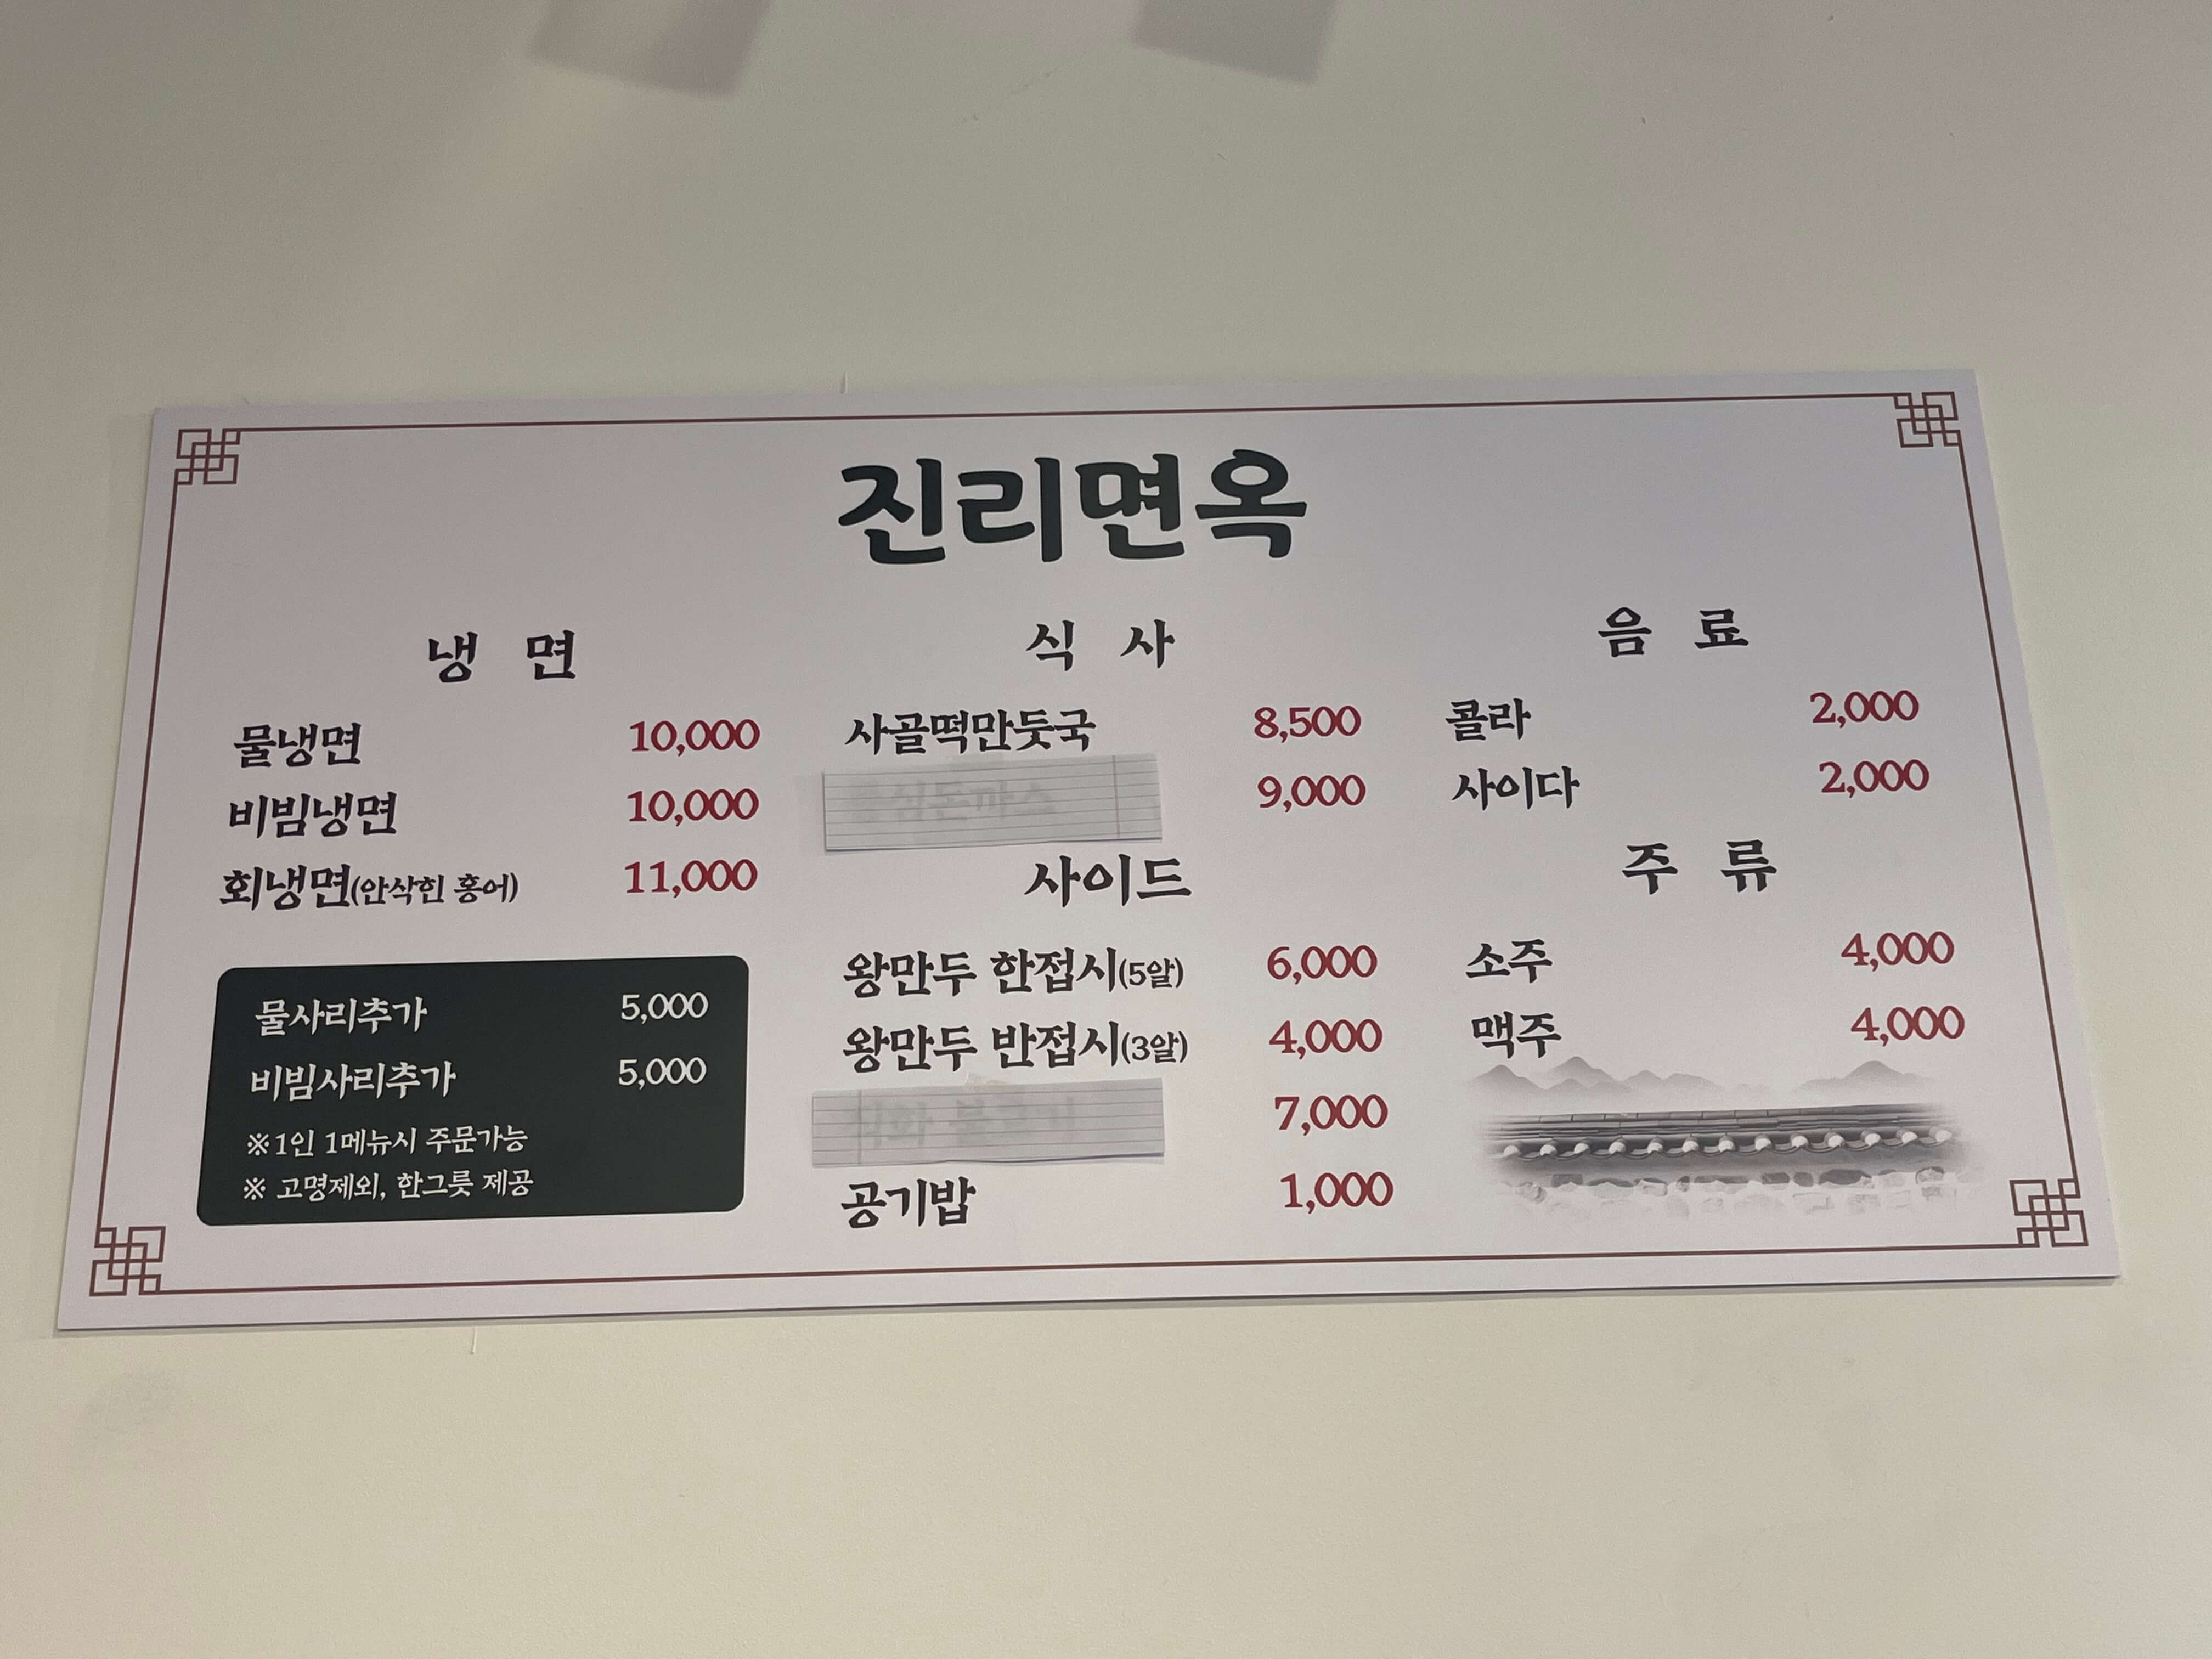 진리면옥
냉 면
물냉면 10,000
비빔냉면 10,000
회냉면(안삭힌 홍어) 11,000
물사리추가 5,000
비빔사리추가 5,000
※1인 1메뉴시 주문가능
※ 고명제외, 한그릇 제공
식 사
사골떡만둣국 8,500
9,000
사이드
왕만두 한접시(5알) 6,000
왕만두 반접시(3알) 4,000
7,000
공기밥 1,000
음 료
콜라 2,000
사이다 2,000
주 류
소주 4,000
맥주 4,000